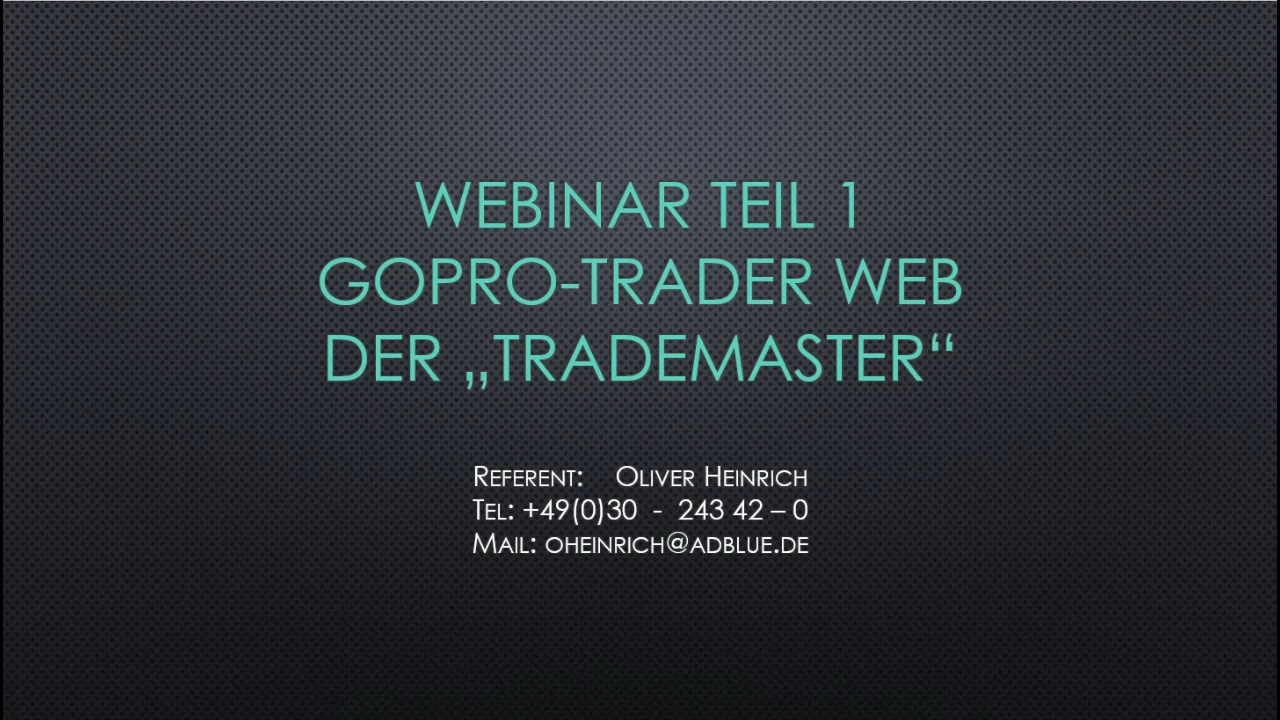 WEBINAR TEIL 1
GOPRO-TRADER WEB
DER „TRADEMASTER“
REFERENT: OLIVER HEINRICH
TEL: +49(0)30 - 243 42 – 0
MAIL: OHEINRICH@ADBLUE.DE